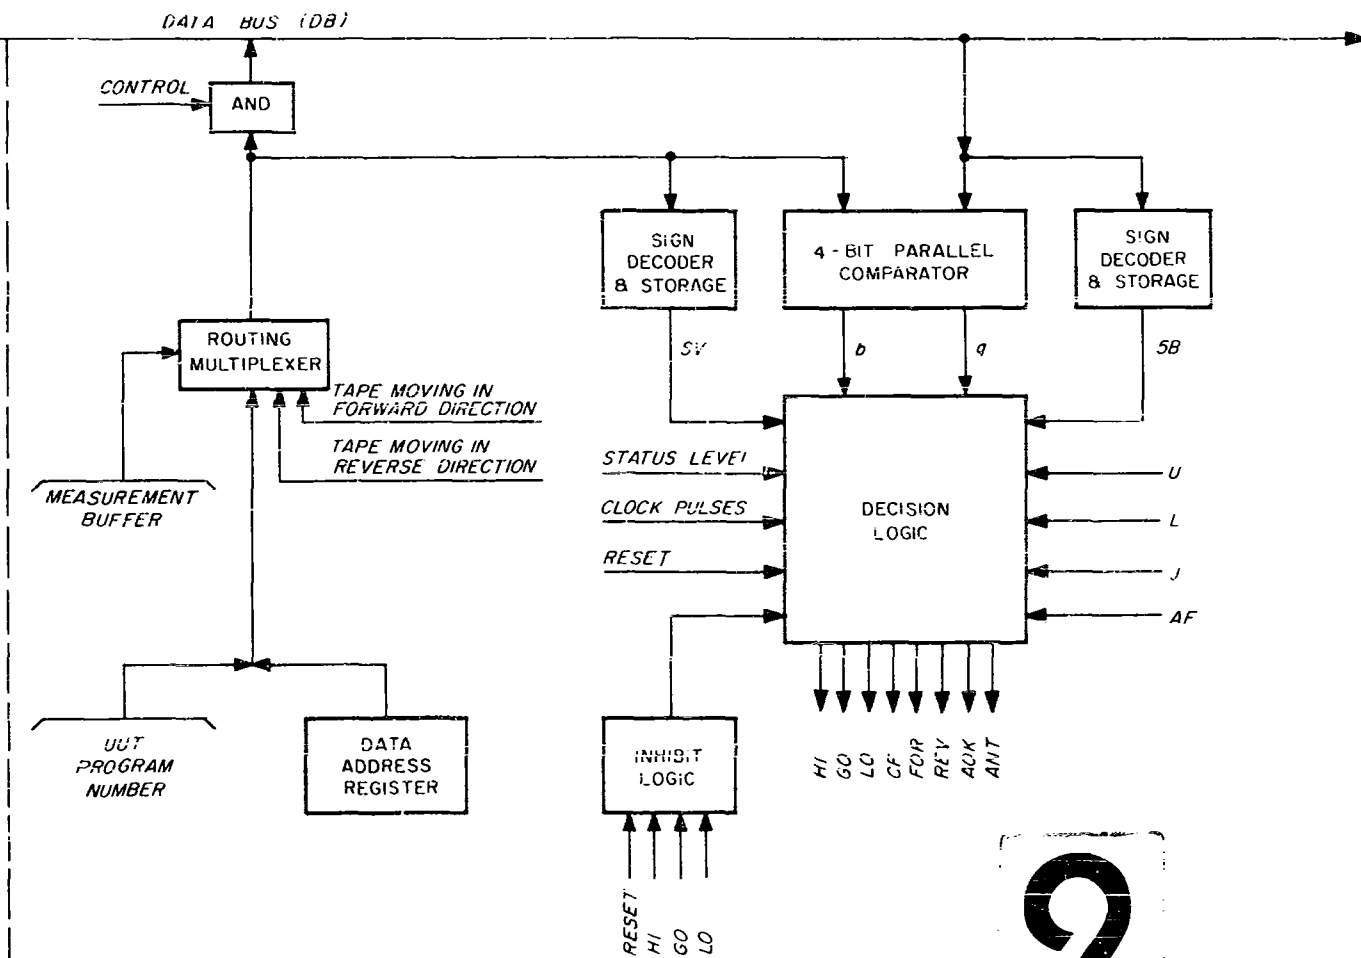 DATA BUS (DB)
CONTROL
AND
SIGN
DECODER
& STORAGE
4-BIT PARALLEL
COMPARATOR
SIGN
DECODER
& STORAGE
ROUTING
MULTIPLEXER
SV
b
q
5B
TAPE MOVING IN
FORWARD DIRECTION
TAPE MOVING IN
REVERSE DIRECTION
MEASUREMENT
BUFFER
STATUS LEVEL
CLOCK PULSES
RESET
DECISION
LOGIC
U
L
J
AF
UUT
PROGRAM
NUMBER
DATA
ADDRESS
REGISTER
INHIBIT
LOGIC
HI
GO
LO
CF
FOR
REV
AOK
ANT
RESET
HI
GO
LO
2